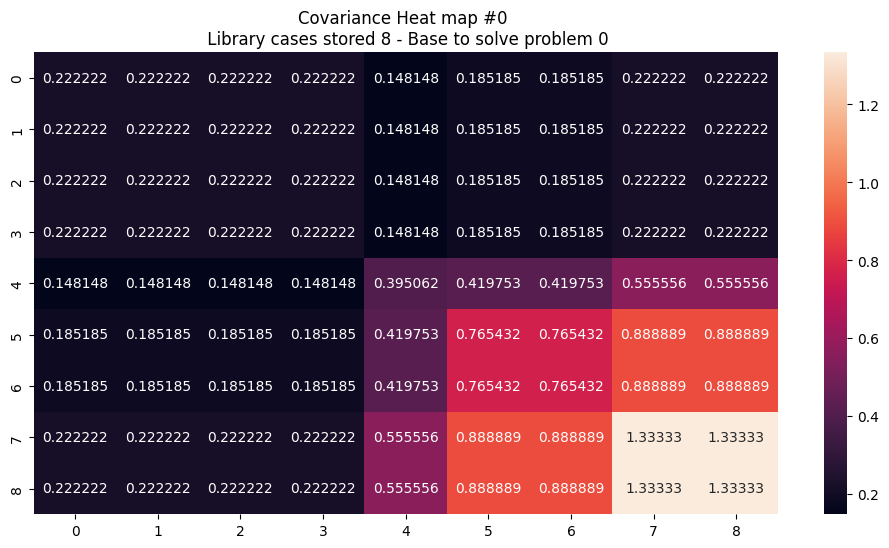 Covariance Heat map #0
Library cases stored 8 - Base to solve problem 0
0 0.222222 0.222222 0.222222 0.222222 0.148148 0.185185 0.185185 0.222222 0.222222
1 0.222222 0.222222 0.222222 0.222222 0.148148 0.185185 0.185185 0.222222 0.222222
2 0.222222 0.222222 0.222222 0.222222 0.148148 0.185185 0.185185 0.222222 0.222222
3 0.222222 0.222222 0.222222 0.222222 0.148148 0.185185 0.185185 0.222222 0.222222
4 0.148148 0.148148 0.148148 0.148148 0.395062 0.419753 0.419753 0.555556 0.555556
5 0.185185 0.185185 0.185185 0.185185 0.419753 0.765432 0.765432 0.888889 0.888889
6 0.185185 0.185185 0.185185 0.185185 0.419753 0.765432 0.765432 0.888889 0.888889
7 0.222222 0.222222 0.222222 0.222222 0.555556 0.888889 0.888889 1.33333 1.33333
8 0.222222 0.222222 0.222222 0.222222 0.555556 0.888889 0.888889 1.33333 1.33333
0 1 2 3 4 5 6 7 8
1.2
1.0
0.8
0.6
0.4
0.2